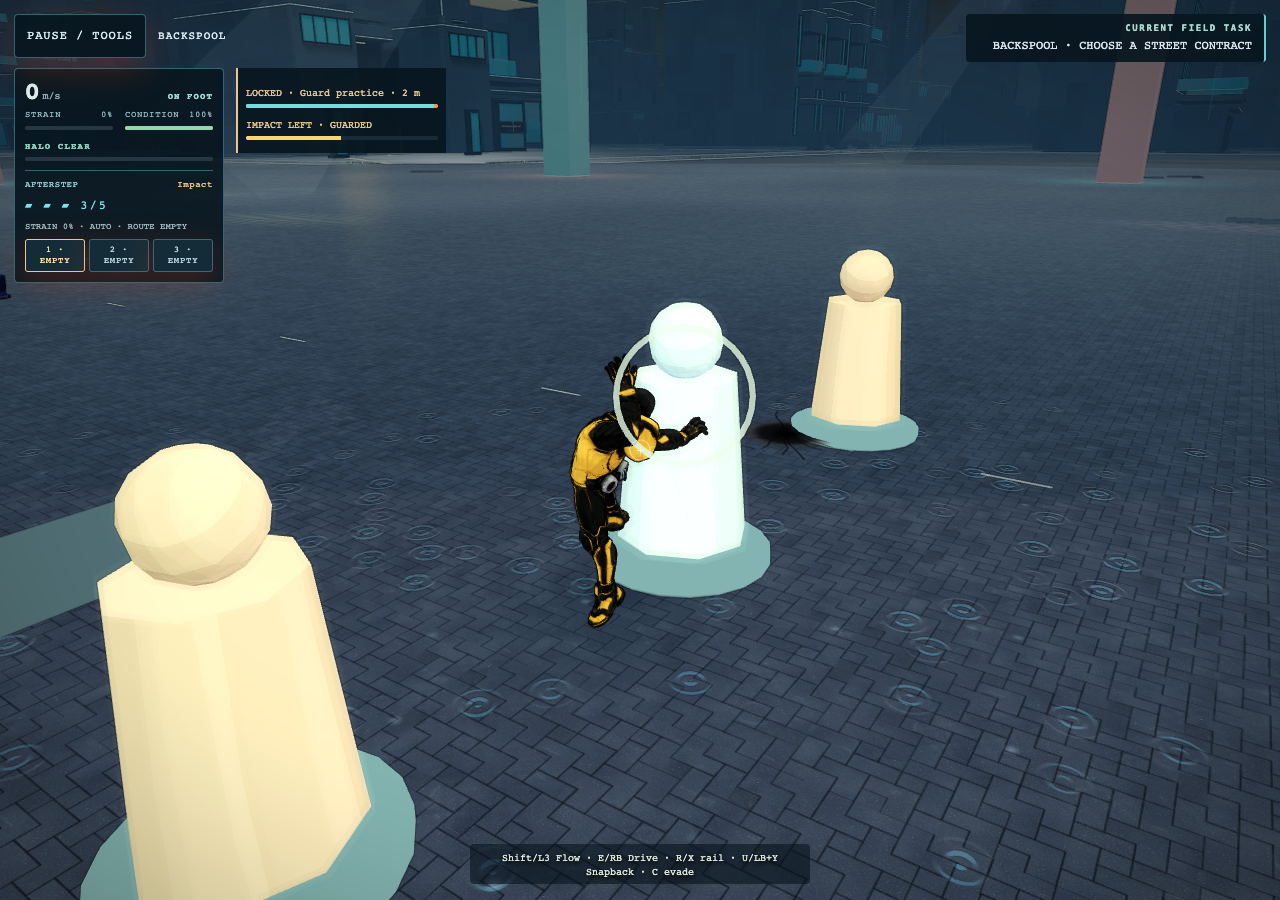 PAUSE / TOOLS
BACKSPOOL
CURRENT FIELD TASK
BACKSPOOL · CHOOSE A STREET CONTRACT
0 m/s
ON FOOT
STRAIN 0%
CONDITION 100%
HALO CLEAR
AFTERSTEP
Impact
3/5
STRAIN 0% · AUTO · ROUTE EMPTY
1 ·
EMPTY
2 ·
EMPTY
3 ·
EMPTY
LOCKED · Guard practice · 2 m
IMPACT LEFT · GUARDED
Shift/L3 Flow · E/RB Drive · R/X rail · U/LB+Y
Snapback · C evade